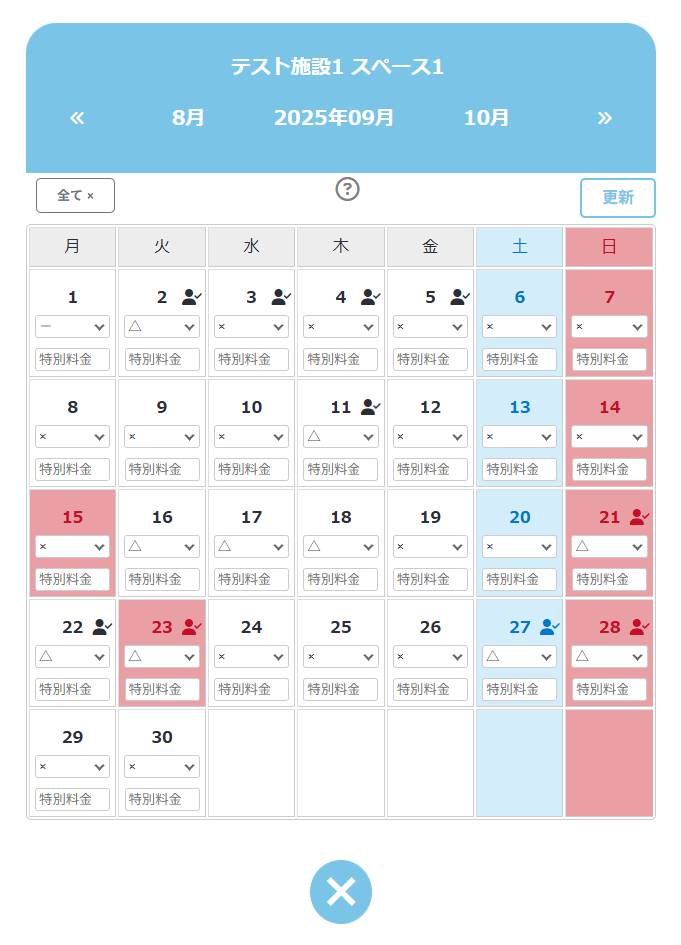 テスト施設1 スペース1
« 8月 2025年09月 10月 »
全て × ? 更新
月 火 水 木 金 土 日
1 2 3 4 5 6 7
ー △ × × × × ×
特別料金 特別料金 特別料金 特別料金 特別料金 特別料金 特別料金
8 9 10 11 12 13 14
× × × △ × × ×
特別料金 特別料金 特別料金 特別料金 特別料金 特別料金 特別料金
15 16 17 18 19 20 21
× △ △ △ × × △
特別料金 特別料金 特別料金 特別料金 特別料金 特別料金 特別料金
22 23 24 25 26 27 28
△ △ × × × △ △
特別料金 特別料金 特別料金 特別料金 特別料金 特別料金 特別料金
29 30
× ×
特別料金 特別料金